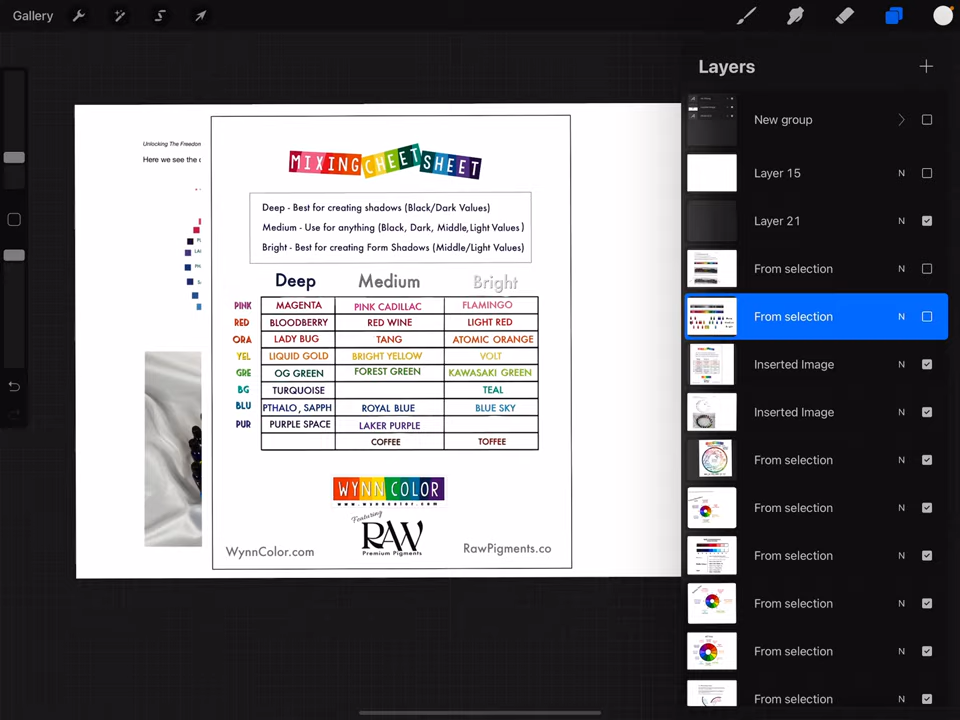 Gallery
Layers
New group
Layer 15
N
Layer 21
N
From selection
N
From selection
N
Inserted Image
N
Inserted Image
N
From selection
N
From selection
N
From selection
N
From selection
N
From selection
N
From selection
N
Unlocking The Freedom
Here we see the c
MIXING CHEET SHEET
Deep - Best for creating shadows (Black/Dark Values)
Medium - Use for anything (Black, Dark, Middle,Light Values)
Bright - Best for creating Form Shadows (Middle/Light Values)
Deep Medium Bright
PINK MAGENTA PINK CADILLAC FLAMINGO
RED BLOODBERRY RED WINE LIGHT RED
ORA LADY BUG TANG ATOMIC ORANGE
YEL LIQUID GOLD BRIGHT YELLOW VOLT
GRE OG GREEN FOREST GREEN KAWASAKI GREEN
BG TURQUOISE TEAL
BLU PTHALO, SAPPH ROYAL BLUE BLUE SKY
PUR PURPLE SPACE LAKER PURPLE
COFFEE TOFFEE
WYNN COLOR
www.wynncolor.com
Featuring
RAW
Premium Pigments
WynnColor.com
RawPigments.co